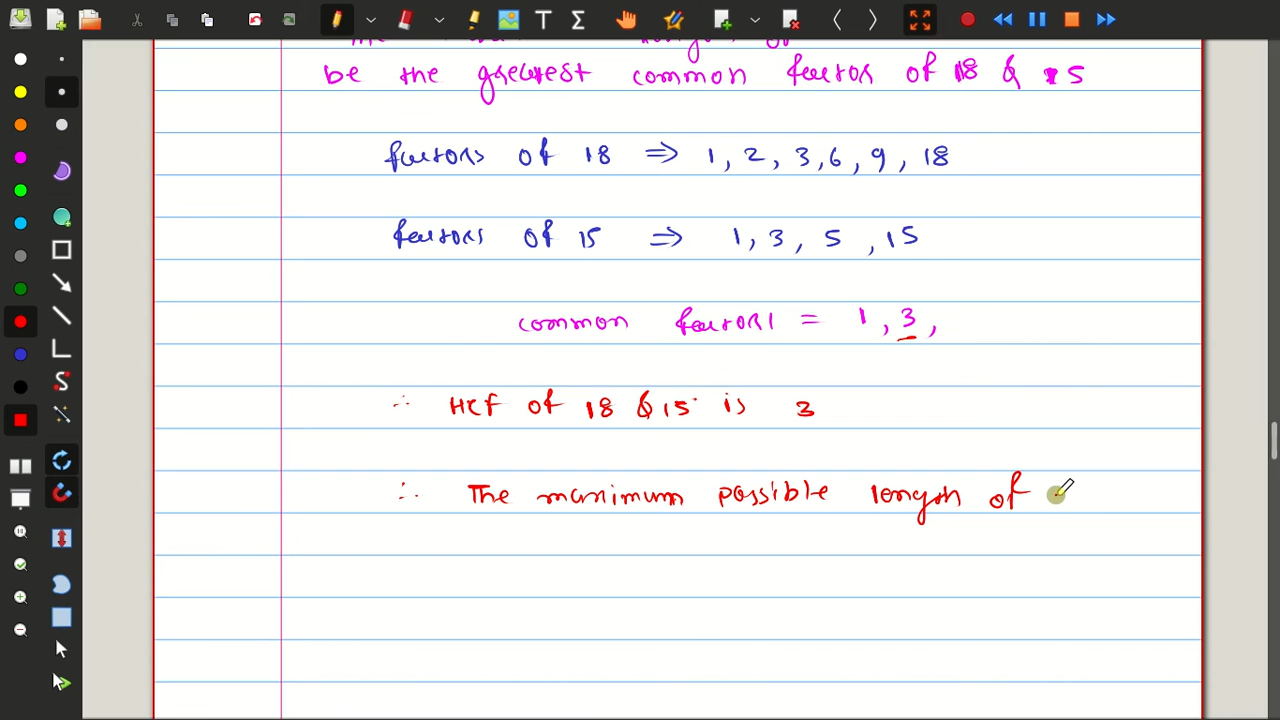 be the greatest common factor of 18 & 15
factors of 18 ⇒ 1, 2, 3, 6, 9, 18
factors of 15 ⇒ 1, 3, 5, 15
common factors = 1, 3,
∴ HCF of 18 & 15 is 3
∴ The maximum possible length of